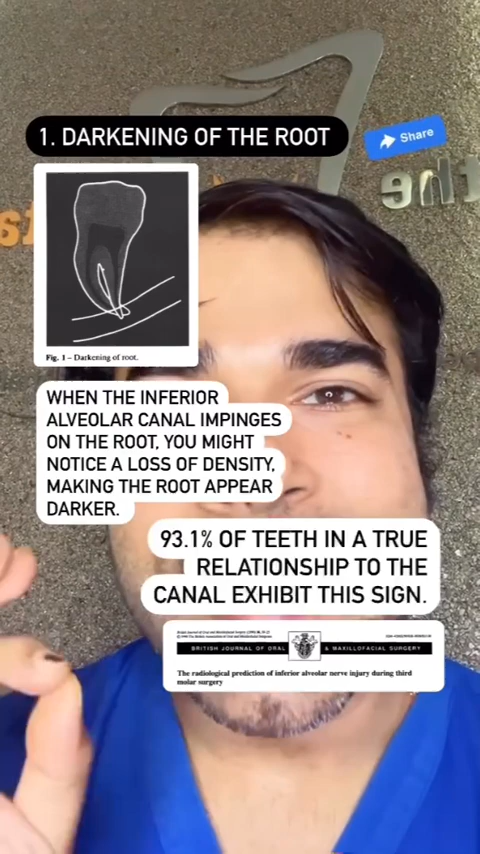 1. DARKENING OF THE ROOT
Share
Fig. 1 – Darkening of root.
WHEN THE INFERIOR
ALVEOLAR CANAL IMPINGES
ON THE ROOT, YOU MIGHT
NOTICE A LOSS OF DENSITY,
MAKING THE ROOT APPEAR
DARKER.
93.1% OF TEETH IN A TRUE
RELATIONSHIP TO THE
CANAL EXHIBIT THIS SIGN.
BRITISH JOURNAL OF ORAL & MAXILLOFACIAL SURGERY
The radiological prediction of inferior alveolar nerve injury during third
molar surgery